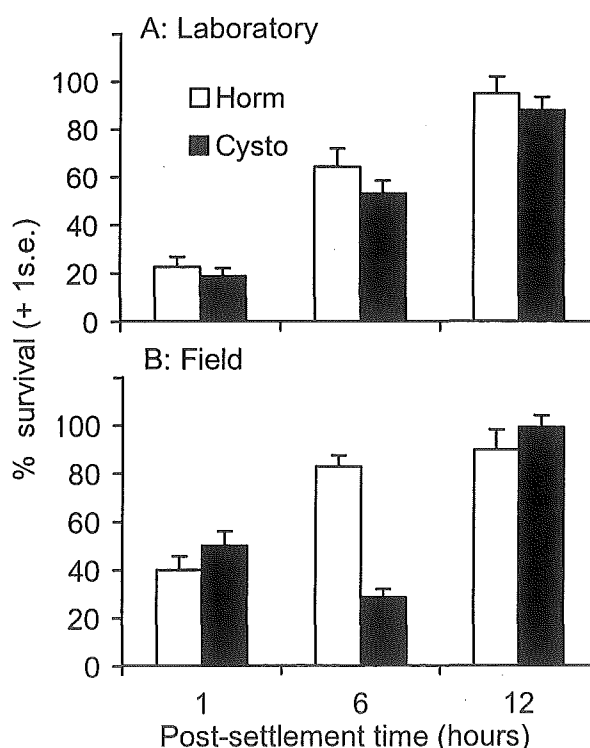 A: Laboratory
Horm
Cysto
100
80
60
40
20
0
B: Field
100
80
60
40
20
0
% survival (+ 1s.e.)
1 6 12
Post-settlement time (hours)